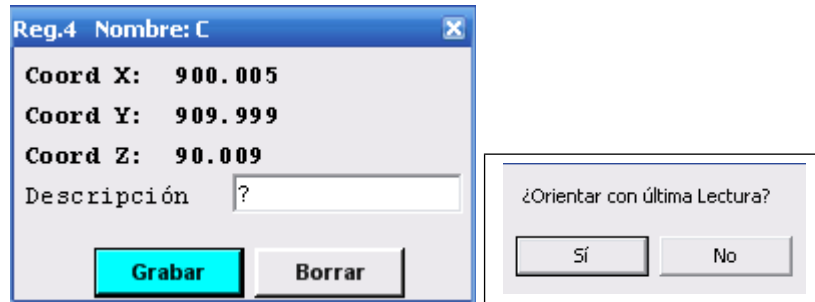 Reg.4 Nombre: C
Coord X: 900.005
Coord Y: 909.999
Coord Z: 90.009
Descripción ?
Grabar Borrar
¿Orientar con última Lectura?
Sí No